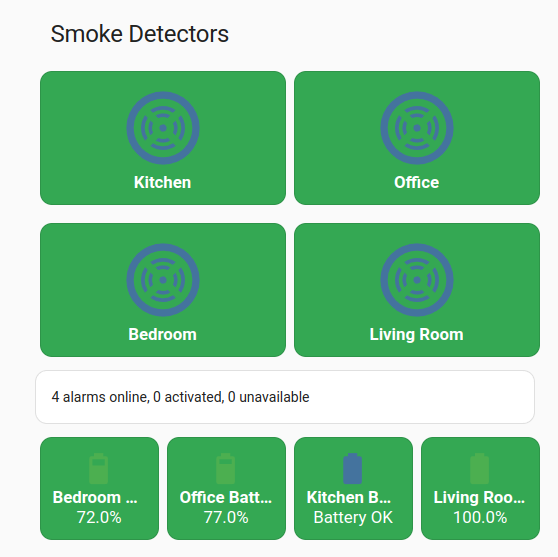 Smoke Detectors
Kitchen
Office
Bedroom
Living Room
4 alarms online, 0 activated, 0 unavailable
Bedroom ...
Office Batt...
Kitchen B...
Living Roo...
72.0%
77.0%
Battery OK
100.0%